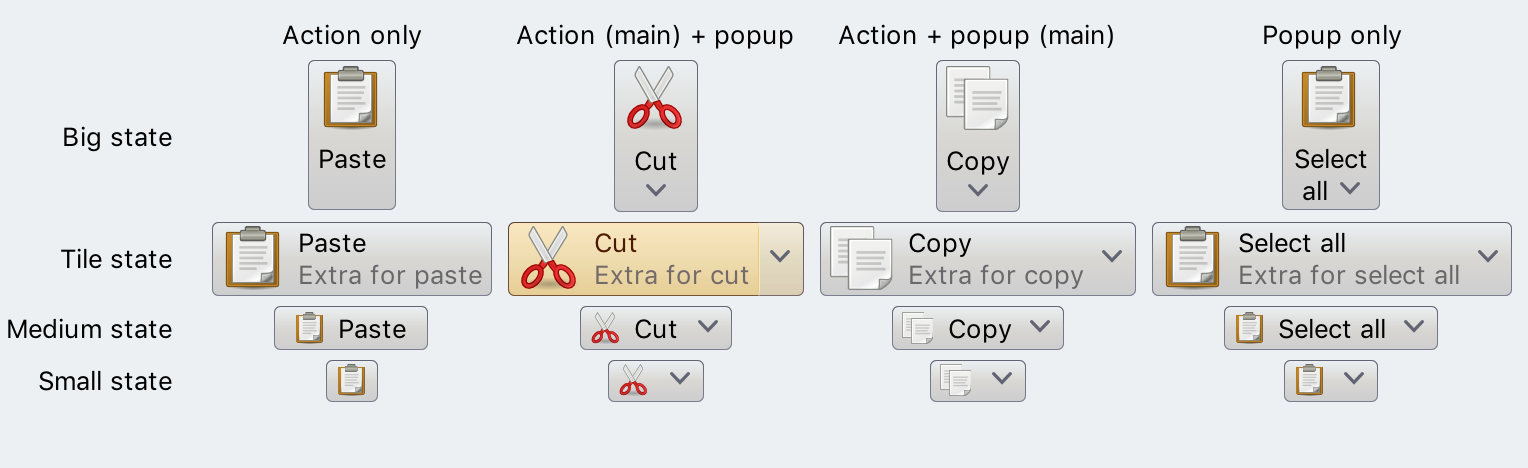 Action only
Action (main) + popup
Action + popup (main)
Popup only
Big state
Paste
Cut
Copy
Select
all
Tile state
Paste
Extra for paste
Cut
Extra for cut
Copy
Extra for copy
Select all
Extra for select all
Medium state
Paste
Cut
Copy
Select all
Small state